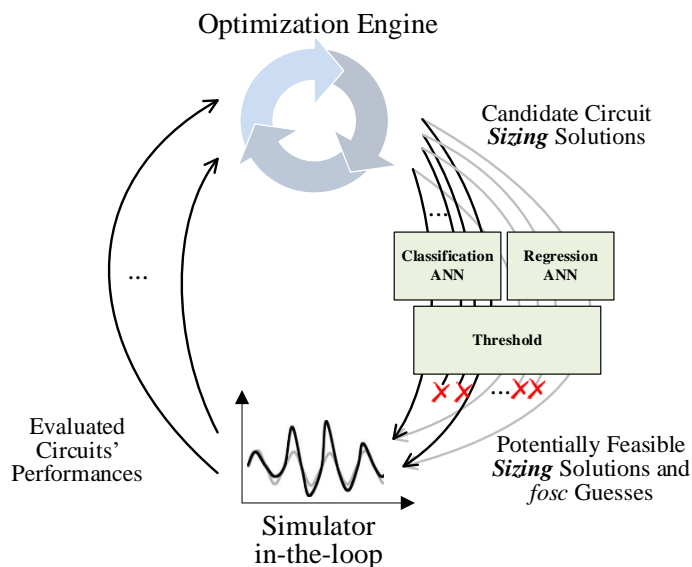 Optimization Engine
Candidate Circuit
Sizing Solutions
...
Classification
ANN
Regression
ANN
Threshold
...
...
Evaluated
Circuits’
Performances
Potentially Feasible
Sizing Solutions and
fosc Guesses
Simulator
in-the-loop